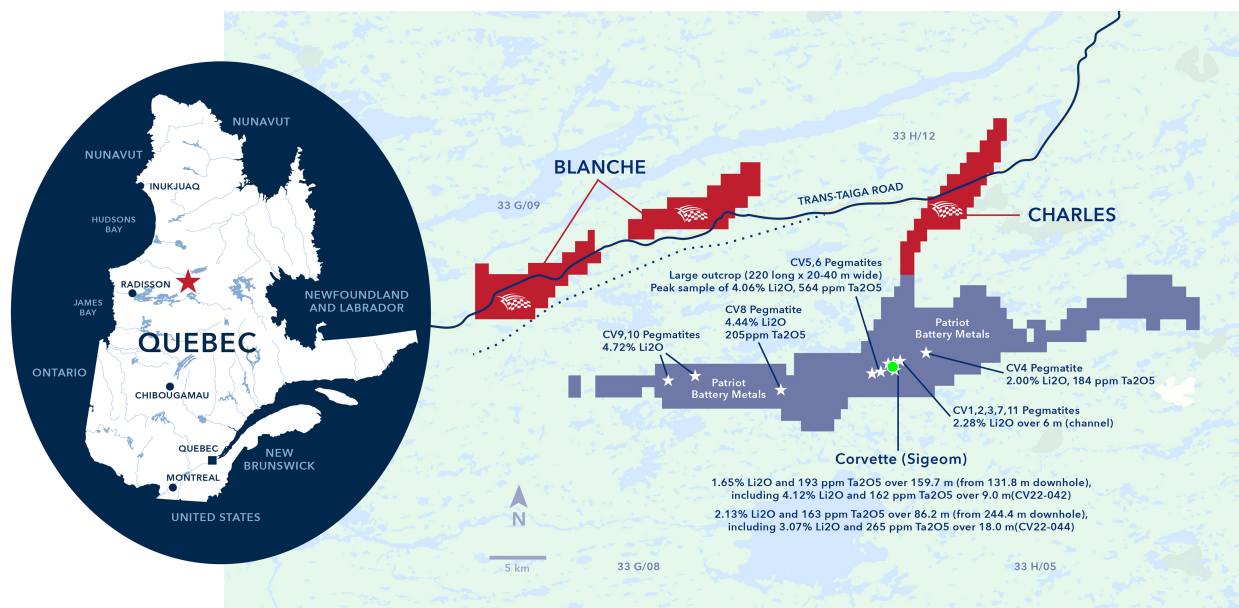 NUNAVUT
NUNAVUT
INUKJUAQ
HUDSONS
BAY
RADISSON
JAMES
BAY
NEWFOUNDLAND
AND LABRADOR
QUEBEC
ONTARIO
CHIBOUGAMAU
QUEBEC
NEW
BRUNSWICK
MONTREAL
UNITED STATES
33 H/12
BLANCHE
33 G/09
TRANS-TAIGA ROAD
CHARLES
CV5,6 Pegmatites
Large outcrop (220 long x 20-40 m wide)
Peak sample of 4.06% Li2O, 564 ppm Ta2O5
CV8 Pegmatite
4.44% Li2O
205ppm Ta2O5
CV9,10 Pegmatites
4.72% Li2O
Patriot
Battery Metals
Patriot
Battery Metals
CV4 Pegmatite
2.00% Li2O, 184 ppm Ta2O5
CV1,2,3,7,11 Pegmatites
2.28% Li2O over 6 m (channel)
Corvette (Sigeom)
1.65% Li2O and 193 ppm Ta2O5 over 159.7 m (from 131.8 m downhole),
including 4.12% Li2O and 162 ppm Ta2O5 over 9.0 m(CV22-042)
2.13% Li2O and 163 ppm Ta2O5 over 86.2 m (from 244.4 m downhole),
including 3.07% Li2O and 265 ppm Ta2O5 over 18.0 m(CV22-044)
N
5 km
33 G/08
33 H/05